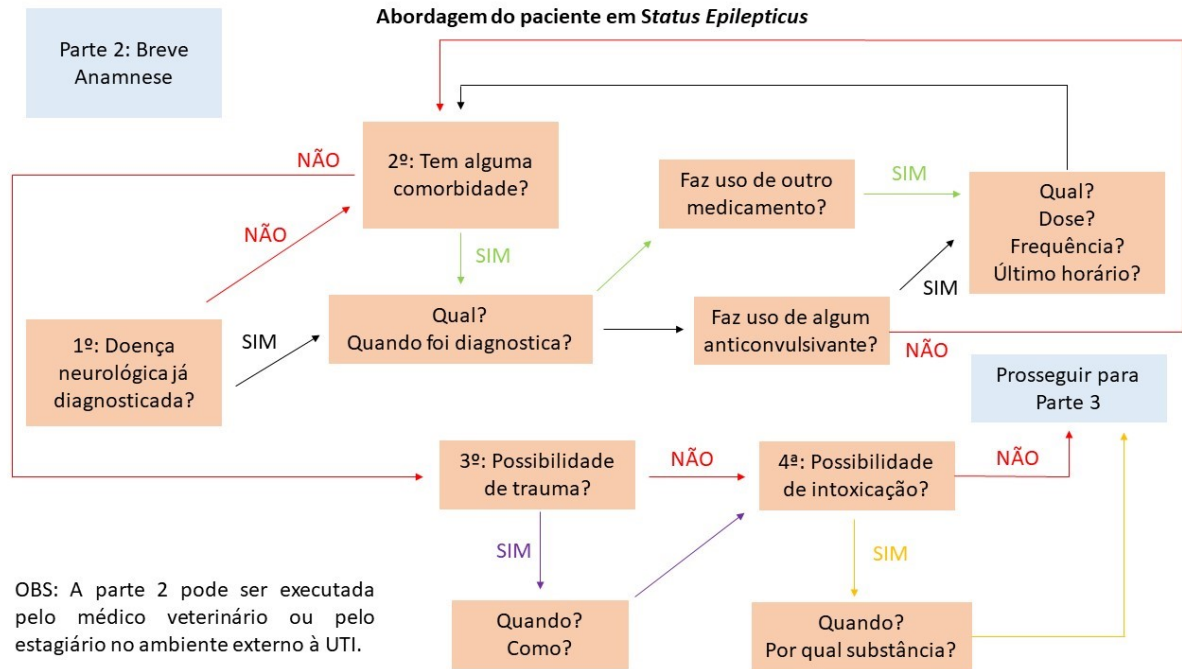 Abordagem do paciente em Status Epilepticus
Parte 2: Breve
Anamnese
NÃO
2º: Tem alguma
comorbidade?
Faz uso de outro
medicamento?
SIM
Qual?
Dose?
Frequência?
Último horário?
NÃO
SIM
SIM
1º: Doença
neurológica já
diagnosticada?
SIM
Qual?
Quando foi diagnostica?
Faz uso de algum
anticonvulsivante?
NÃO
Prosseguir para
Parte 3
3º: Possibilidade
de trauma?
NÃO
4ª: Possibilidade
de intoxicação?
NÃO
SIM
SIM
Quando?
Como?
Quando?
Por qual substância?
OBS: A parte 2 pode ser executada
pelo médico veterinário ou pelo
estagiário no ambiente externo à UTI.